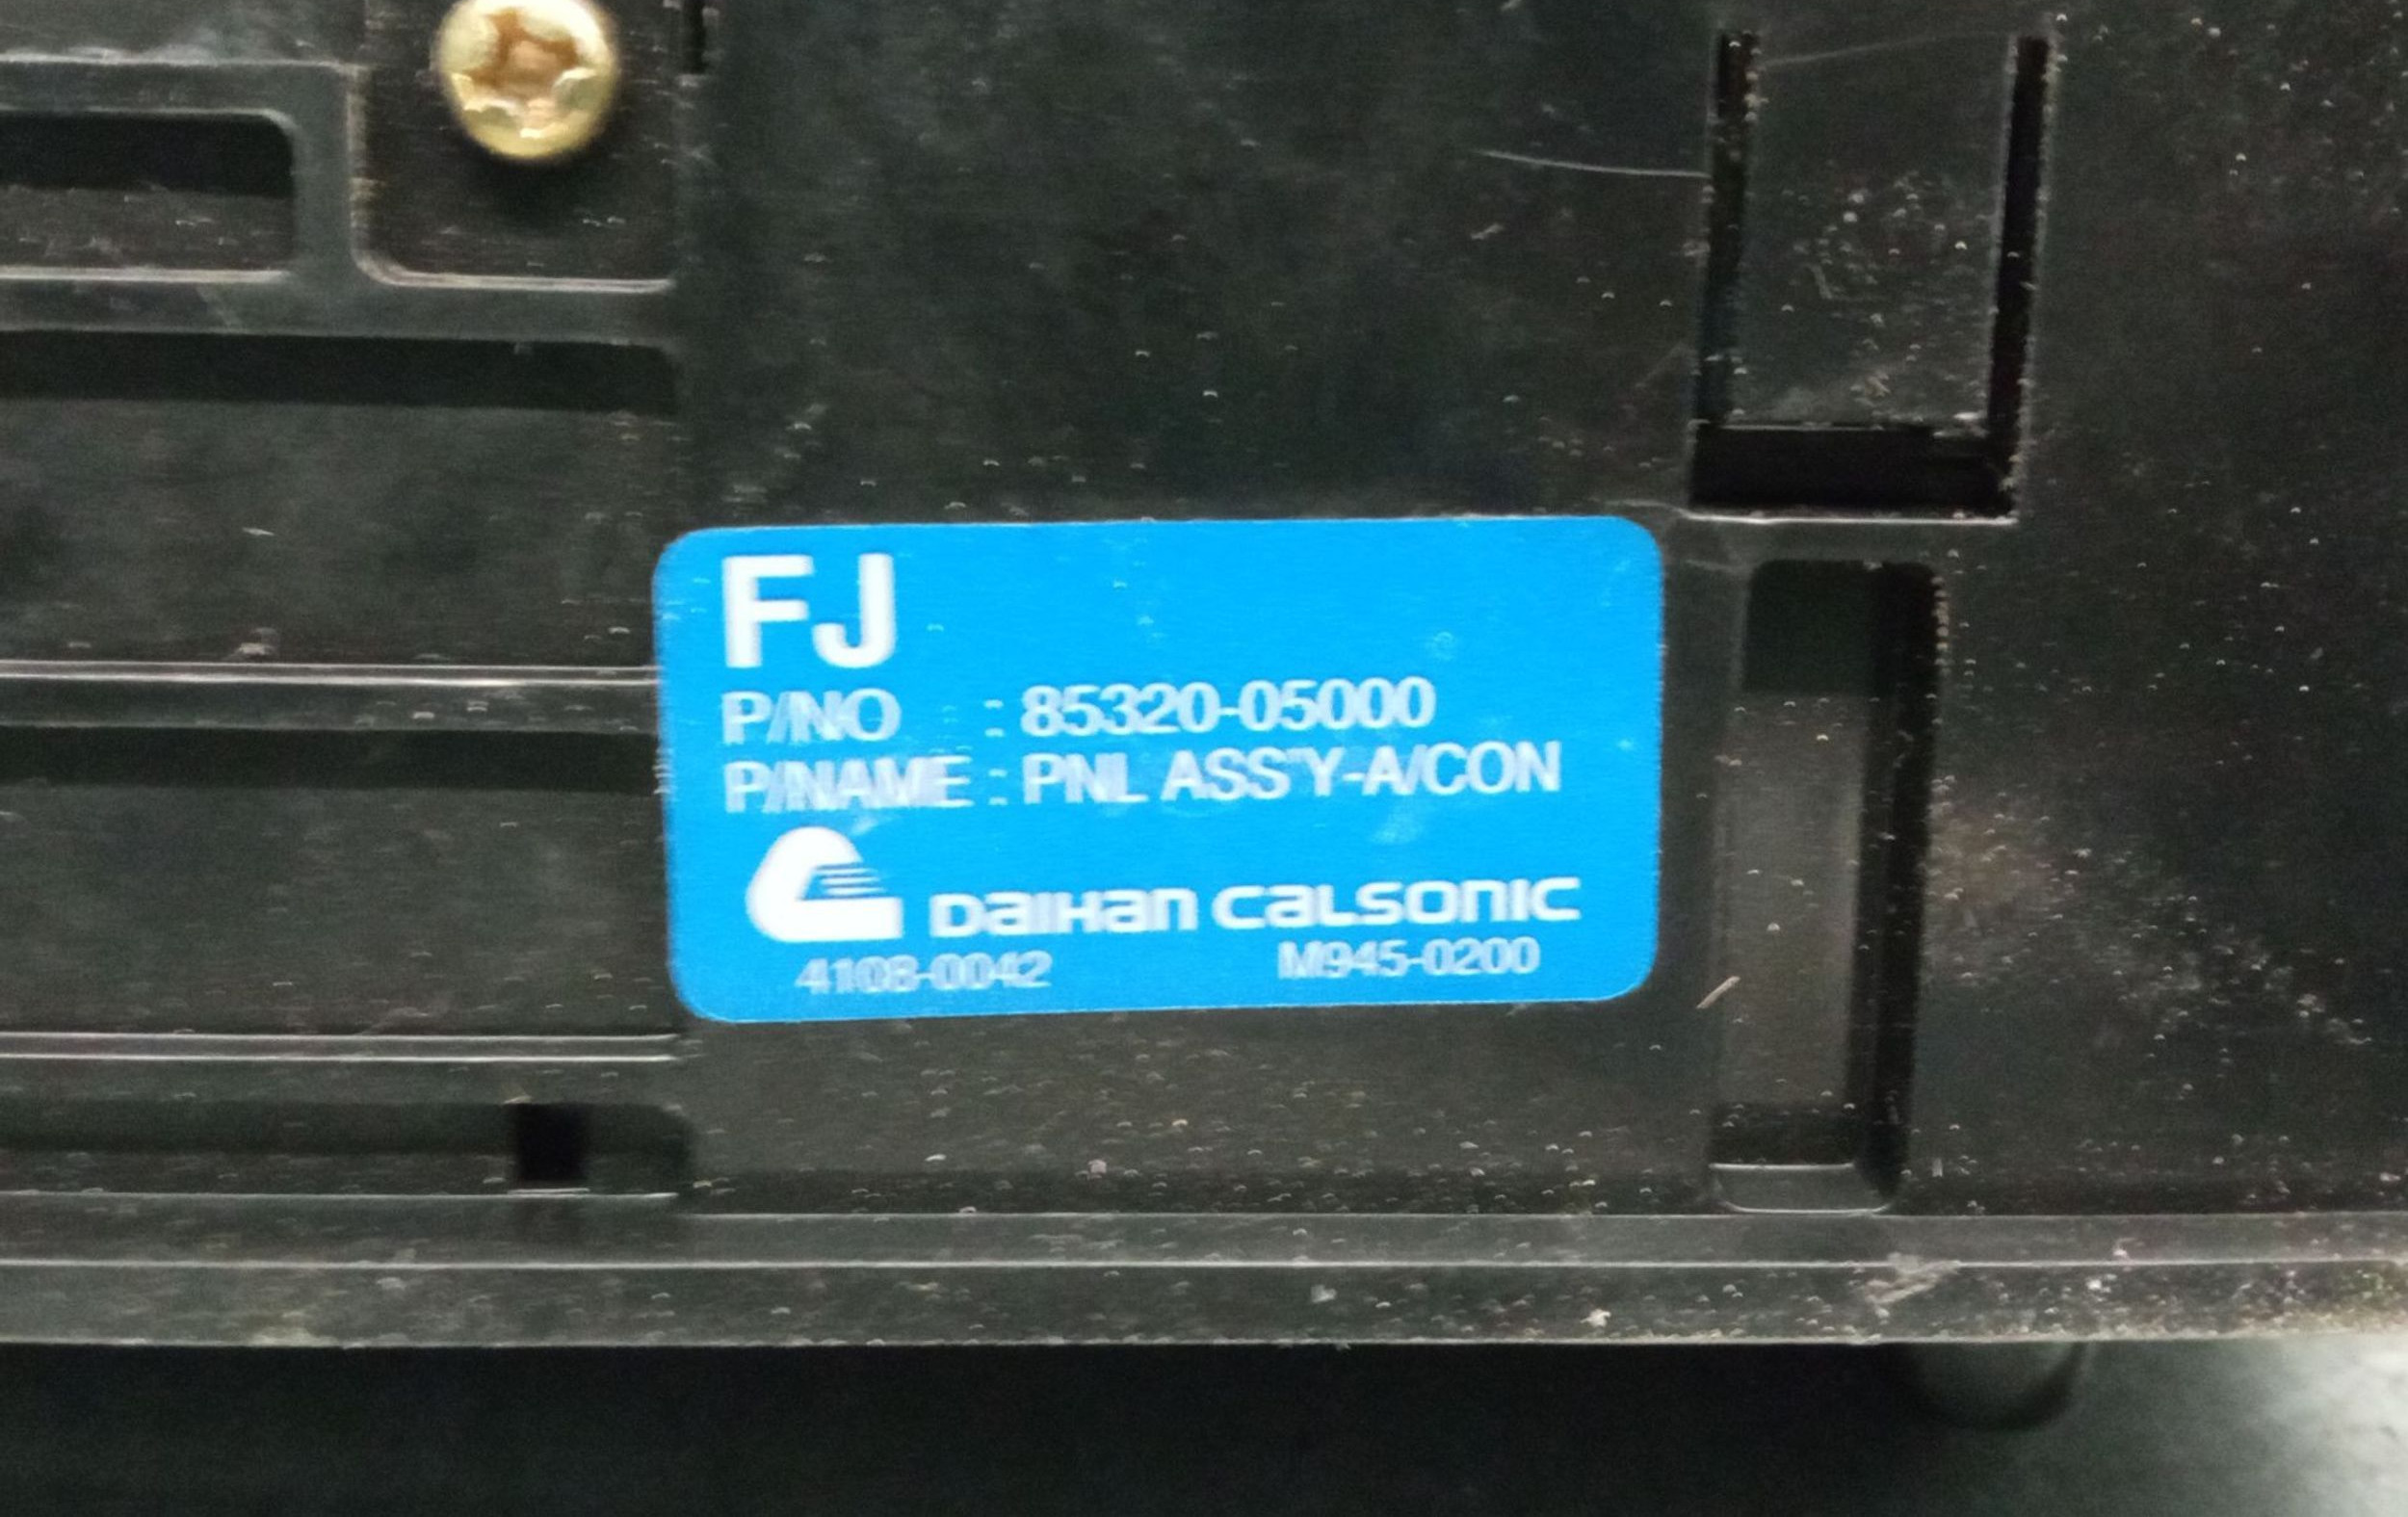 FJ
P/NO : 85320-05000
P/NAME : PNL ASS'Y-A/CON
DAIHAN CALSONIC
4108-0042 M945-0200